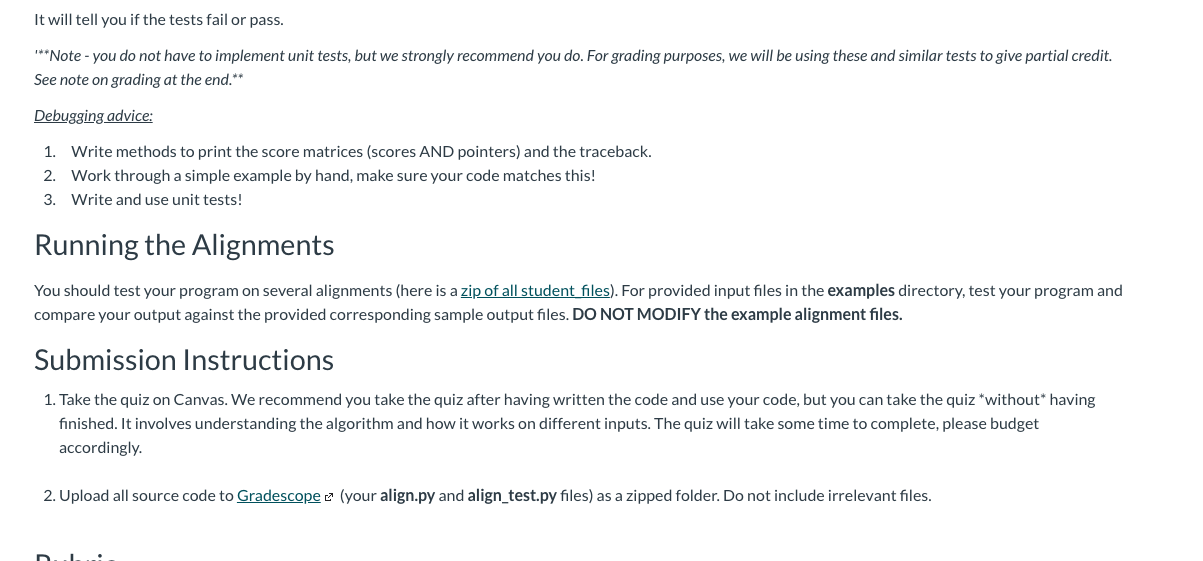 It will tell you if the tests fail or pass.
'**Note - you do not have to implement unit tests, but we strongly recommend you do. For grading purposes, we will be using these and similar tests to give partial credit.
See note on grading at the end.**
Debugging advice:
1. Write methods to print the score matrices (scores AND pointers) and the traceback.
2. Work through a simple example by hand, make sure your code matches this!
3. Write and use unit tests!
Running the Alignments
You should test your program on several alignments (here is a zip of all student_files). For provided input files in the examples directory, test your program and
compare your output against the provided corresponding sample output files. DO NOT MODIFY the example alignment files.
Submission Instructions
1. Take the quiz on Canvas. We recommend you take the quiz after having written the code and use your code, but you can take the quiz *without* having
finished. It involves understanding the algorithm and how it works on different inputs. The quiz will take some time to complete, please budget
accordingly.
2. Upload all source code to Gradescope (your align.py and align_test.py files) as a zipped folder. Do not include irrelevant files.
Rubric